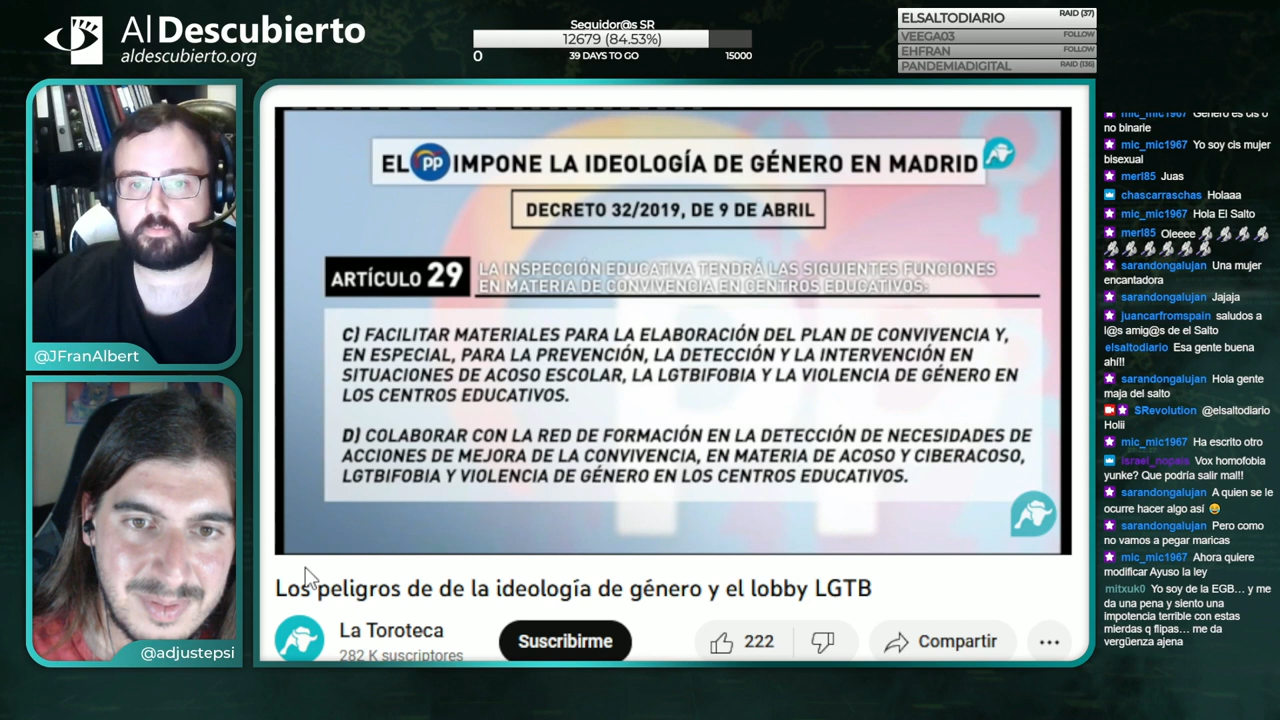 Al Descubierto
aldescubierto.org
Seguidor@s SR
12679 (84.53%)
0
39 DAYS TO GO
15000
ELSALTODIARIO
RAID (37)
VEEGA03
FOLLOW
EHFRAN
FOLLOW
PANDEMIADIGITAL
RAID (136)
@JFranAlbert
@adjustepsi
EL PP IMPONE LA IDEOLOGÍA DE GÉNERO EN MADRID
DECRETO 32/2019, DE 9 DE ABRIL
ARTÍCULO 29
LA INSPECCIÓN EDUCATIVA TENDRÁ LAS SIGUIENTES FUNCIONES
EN MATERIA DE CONVIVENCIA EN CENTROS EDUCATIVOS:
C) FACILITAR MATERIALES PARA LA ELABORACIÓN DEL PLAN DE CONVIVENCIA Y,
EN ESPECIAL, PARA LA PREVENCIÓN, LA DETECCIÓN Y LA INTERVENCIÓN EN
SITUACIONES DE ACOSO ESCOLAR, LA LGTBIFOBIA Y LA VIOLENCIA DE GÉNERO EN
LOS CENTROS EDUCATIVOS.
D) COLABORAR CON LA RED DE FORMACIÓN EN LA DETECCIÓN DE NECESIDADES DE
ACCIONES DE MEJORA DE LA CONVIVENCIA, EN MATERIA DE ACOSO Y CIBERACOSO,
LGTBIFOBIA Y VIOLENCIA DE GÉNERO EN LOS CENTROS EDUCATIVOS.
Los peligros de de la ideología de género y el lobby LGTB
La Toroteca
282 K suscriptores
Suscribirme
222
Compartir
mic_mic1967 Género es cis o
no binarie
mic_mic1967 Yo soy cis mujer
bisexual
merl85 Juas
chascarraschas Holaaa
mic_mic1967 Hola El Salto
merl85 Oleeee
sarandongalujan Una mujer
encantadora
sarandongalujan Jajaja
juancarfromspain saludos a
l@s amig@s de el Salto
elsaltodiario Esa gente buena
ahí!!
sarandongalujan Hola gente
maja del salto
SRevolution @elsaltodiario
Holii
mic_mic1967 Ha escrito otro
israel_nopais Vox homofobia
yunke? Que podría salir mal!!
sarandongalujan A quien se le
ocurre hacer algo así
sarandongalujan Pero como
no vamos a pegar maricas
mic_mic1967 Ahora quiere
modificar Ayuso la ley
mitxuk0 Yo soy de la EGB… y me
da una pena y siento una
impotencia terrible con estas
mierdas q flipas… me da
vergüenza ajena